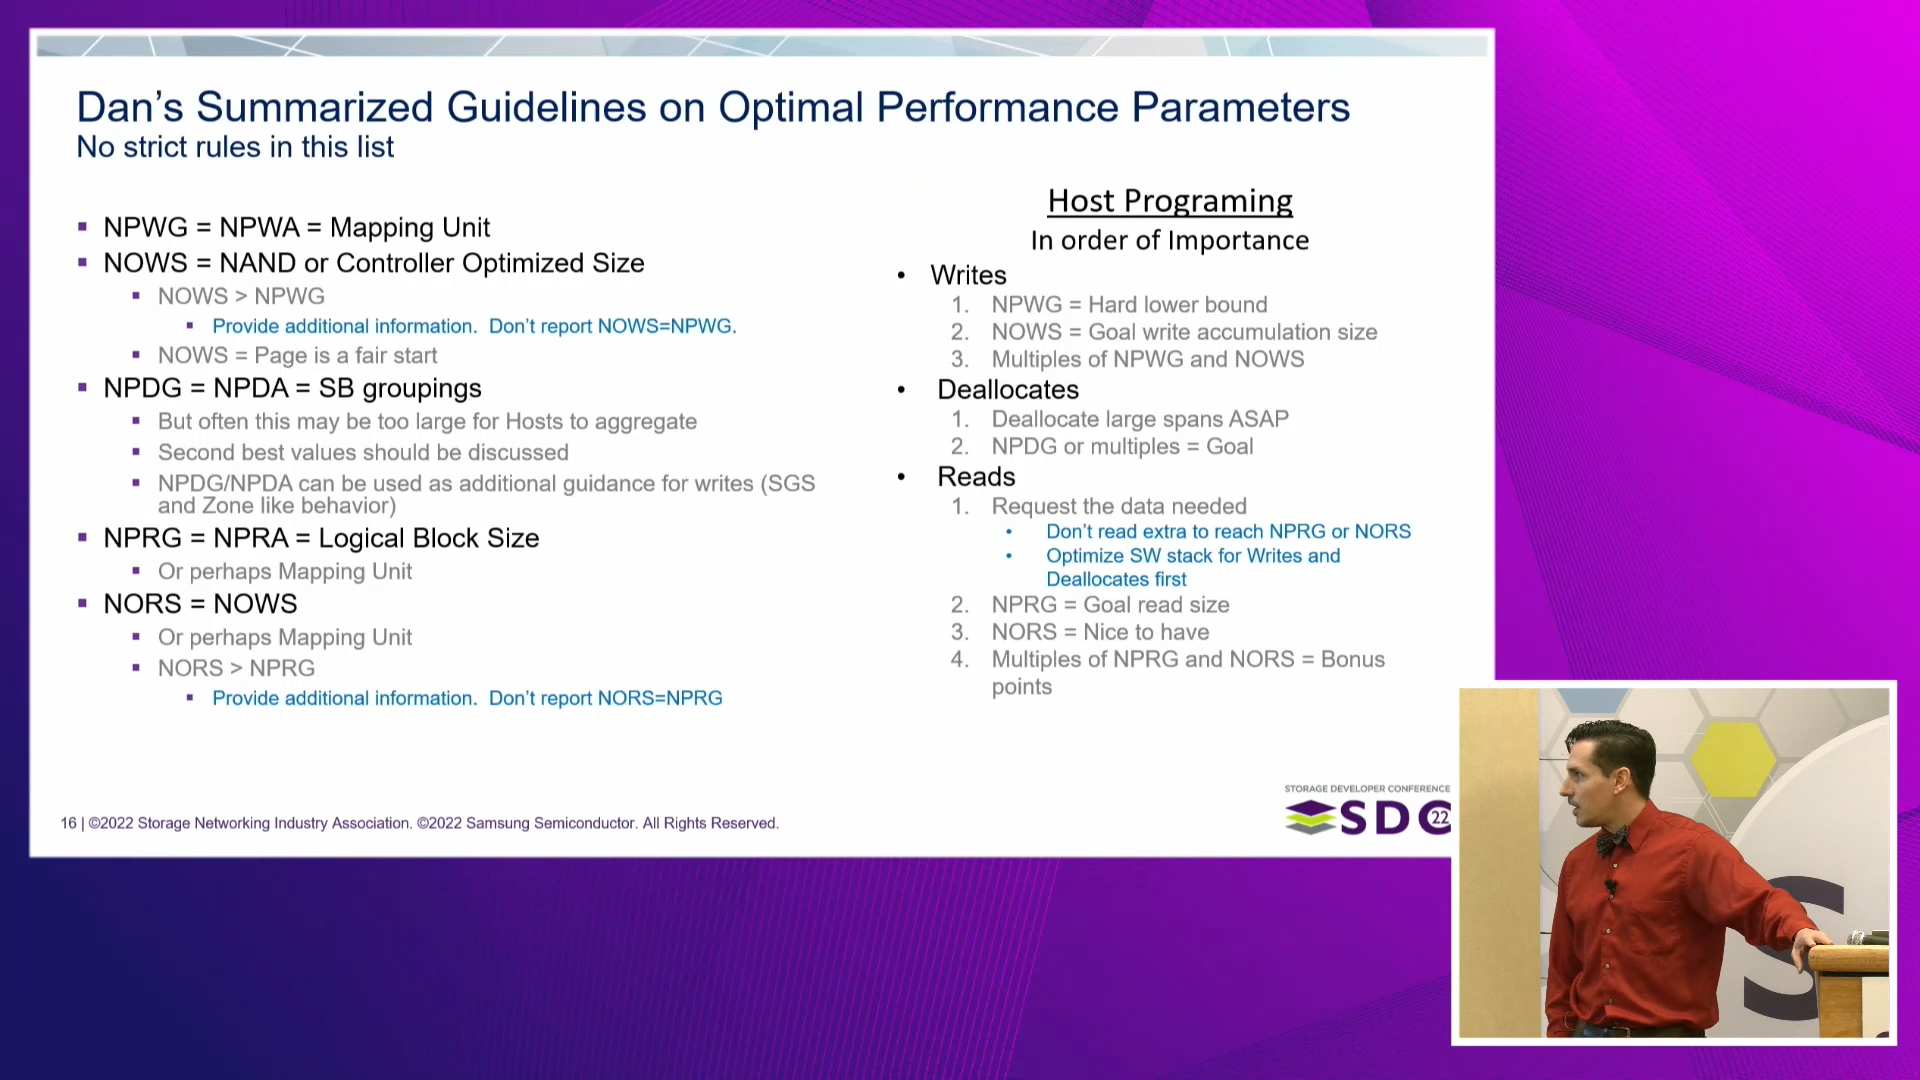 Dan's Summarized Guidelines on Optimal Performance Parameters
No strict rules in this list
NPWG = NPWA = Mapping Unit
NOWS = NAND or Controller Optimized Size
NOWS > NPWG
Provide additional information. Don't report NOWS=NPWG.
NOWS = Page is a fair start
NPDG = NPDA = SB groupings
But often this may be too large for Hosts to aggregate
Second best values should be discussed
NPDG/NPDA can be used as additional guidance for writes (SGS
and Zone like behavior)
NPRG = NPRA = Logical Block Size
Or perhaps Mapping Unit
NORS = NOWS
Or perhaps Mapping Unit
NORS > NPRG
Provide additional information. Don't report NORS=NPRG
Host Programing
In order of Importance
• Writes
1. NPWG = Hard lower bound
2. NOWS = Goal write accumulation size
3. Multiples of NPWG and NOWS
• Deallocates
1. Deallocate large spans ASAP
2. NPDG or multiples = Goal
• Reads
1. Request the data needed
• Don't read extra to reach NPRG or NORS
• Optimize SW stack for Writes and
Deallocates first
2. NPRG = Goal read size
3. NORS = Nice to have
4. Multiples of NPRG and NORS = Bonus
points
16 | ©2022 Storage Networking Industry Association. ©2022 Samsung Semiconductor. All Rights Reserved.
STORAGE DEVELOPER CONFERENCE
SDC 22
S